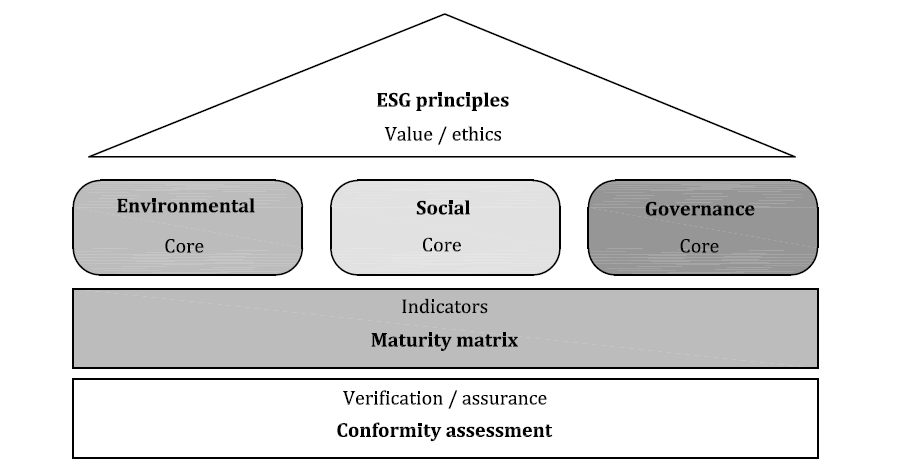 ESG principles
Value / ethics
Environmental
Core
Social
Core
Governance
Core
Indicators
Maturity matrix
Verification / assurance
Conformity assessment